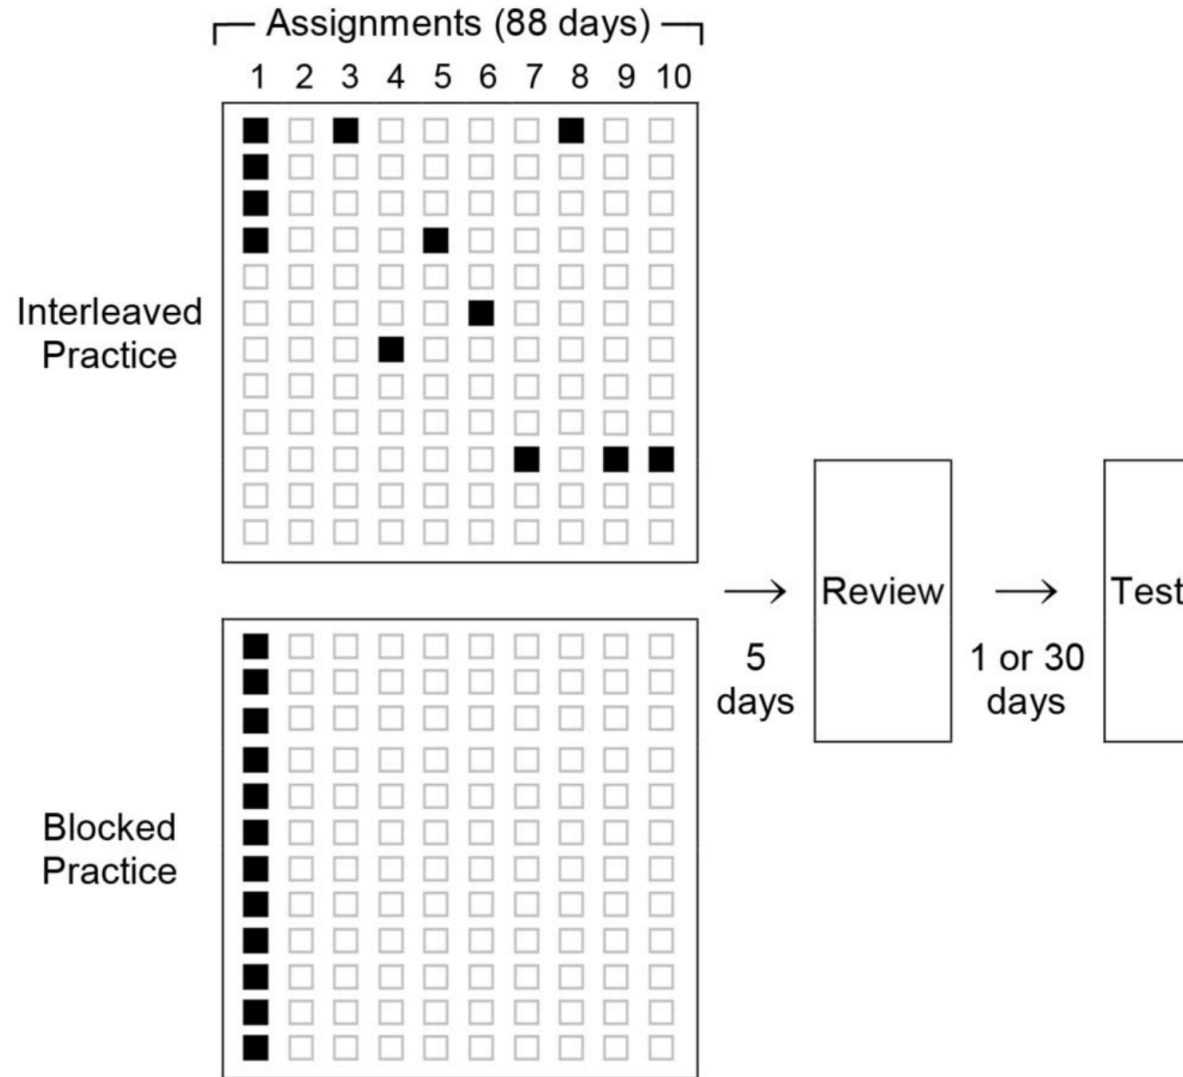 Assignments (88 days)
1 2 3 4 5 6 7 8 9 10
Interleaved
Practice
Blocked
Practice
5
days
Review
1 or 30
days
Test